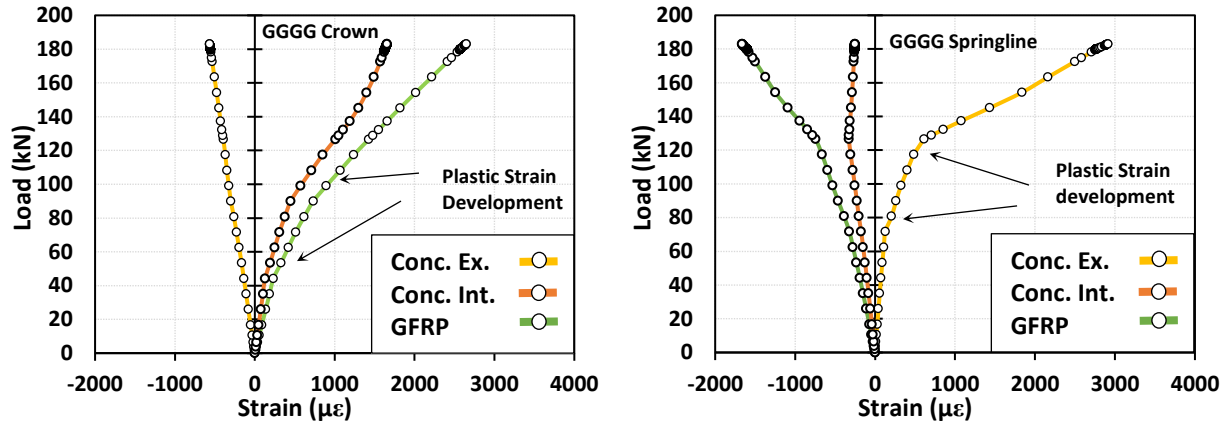 GGGG Crown
Load (kN)
200
180
160
140
120
100
80
60
40
20
0
Plastic Strain
Development
Conc. Ex.
Conc. Int.
GFRP
-2000 -1000 0 1000 2000 3000 4000
Strain (με)
GGGG Springline
Load (kN)
200
180
160
140
120
100
80
60
40
20
0
Plastic Strain
development
Conc. Ex.
Conc. Int.
GFRP
-2000 -1000 0 1000 2000 3000 4000
Strain (με)